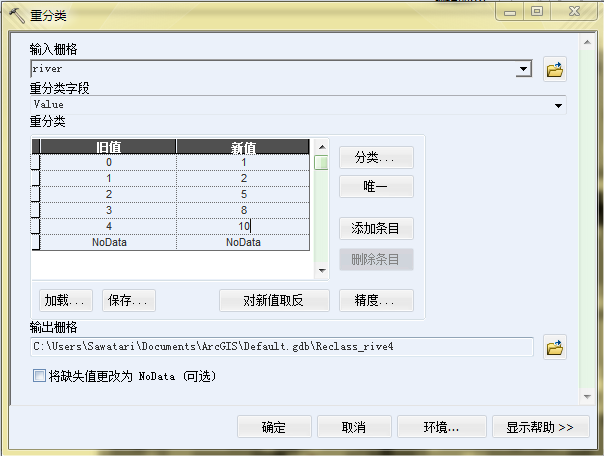 重分类
输入栅格
river
重分类字段
Value
重分类
旧值 新值
0 1
1 2
2 5
3 8
4 10
NoData NoData
分类...
唯一
添加条目
删除条目
加载... 保存... 对新值取反 精度...
输出栅格
C:\Users\Sawatari\Documents\ArcGIS\Default.gdb\Reclass_rive4
将缺失值更改为 NoData (可选)
确定 取消 环境... 显示帮助 >>